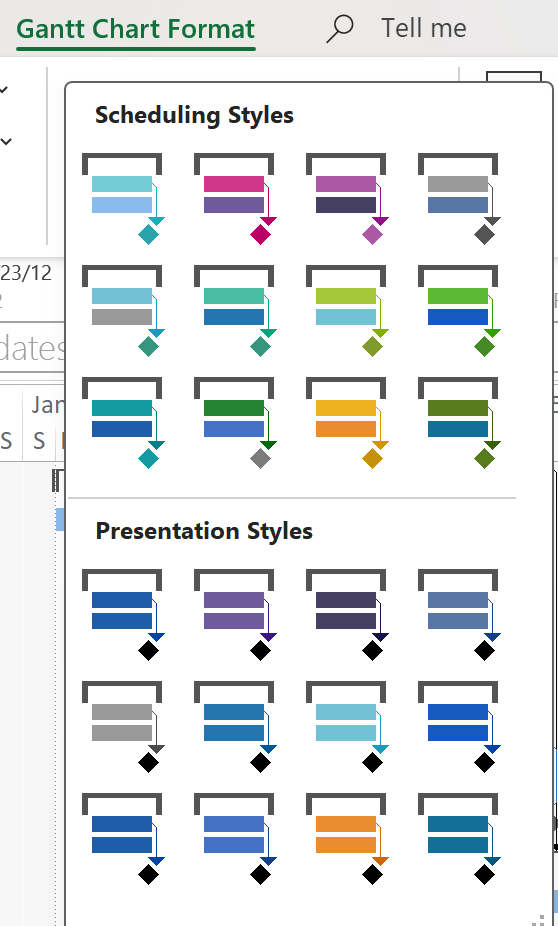 Gantt Chart Format
Tell me
Scheduling Styles
23/12
dates
Jan
S
S
Presentation Styles